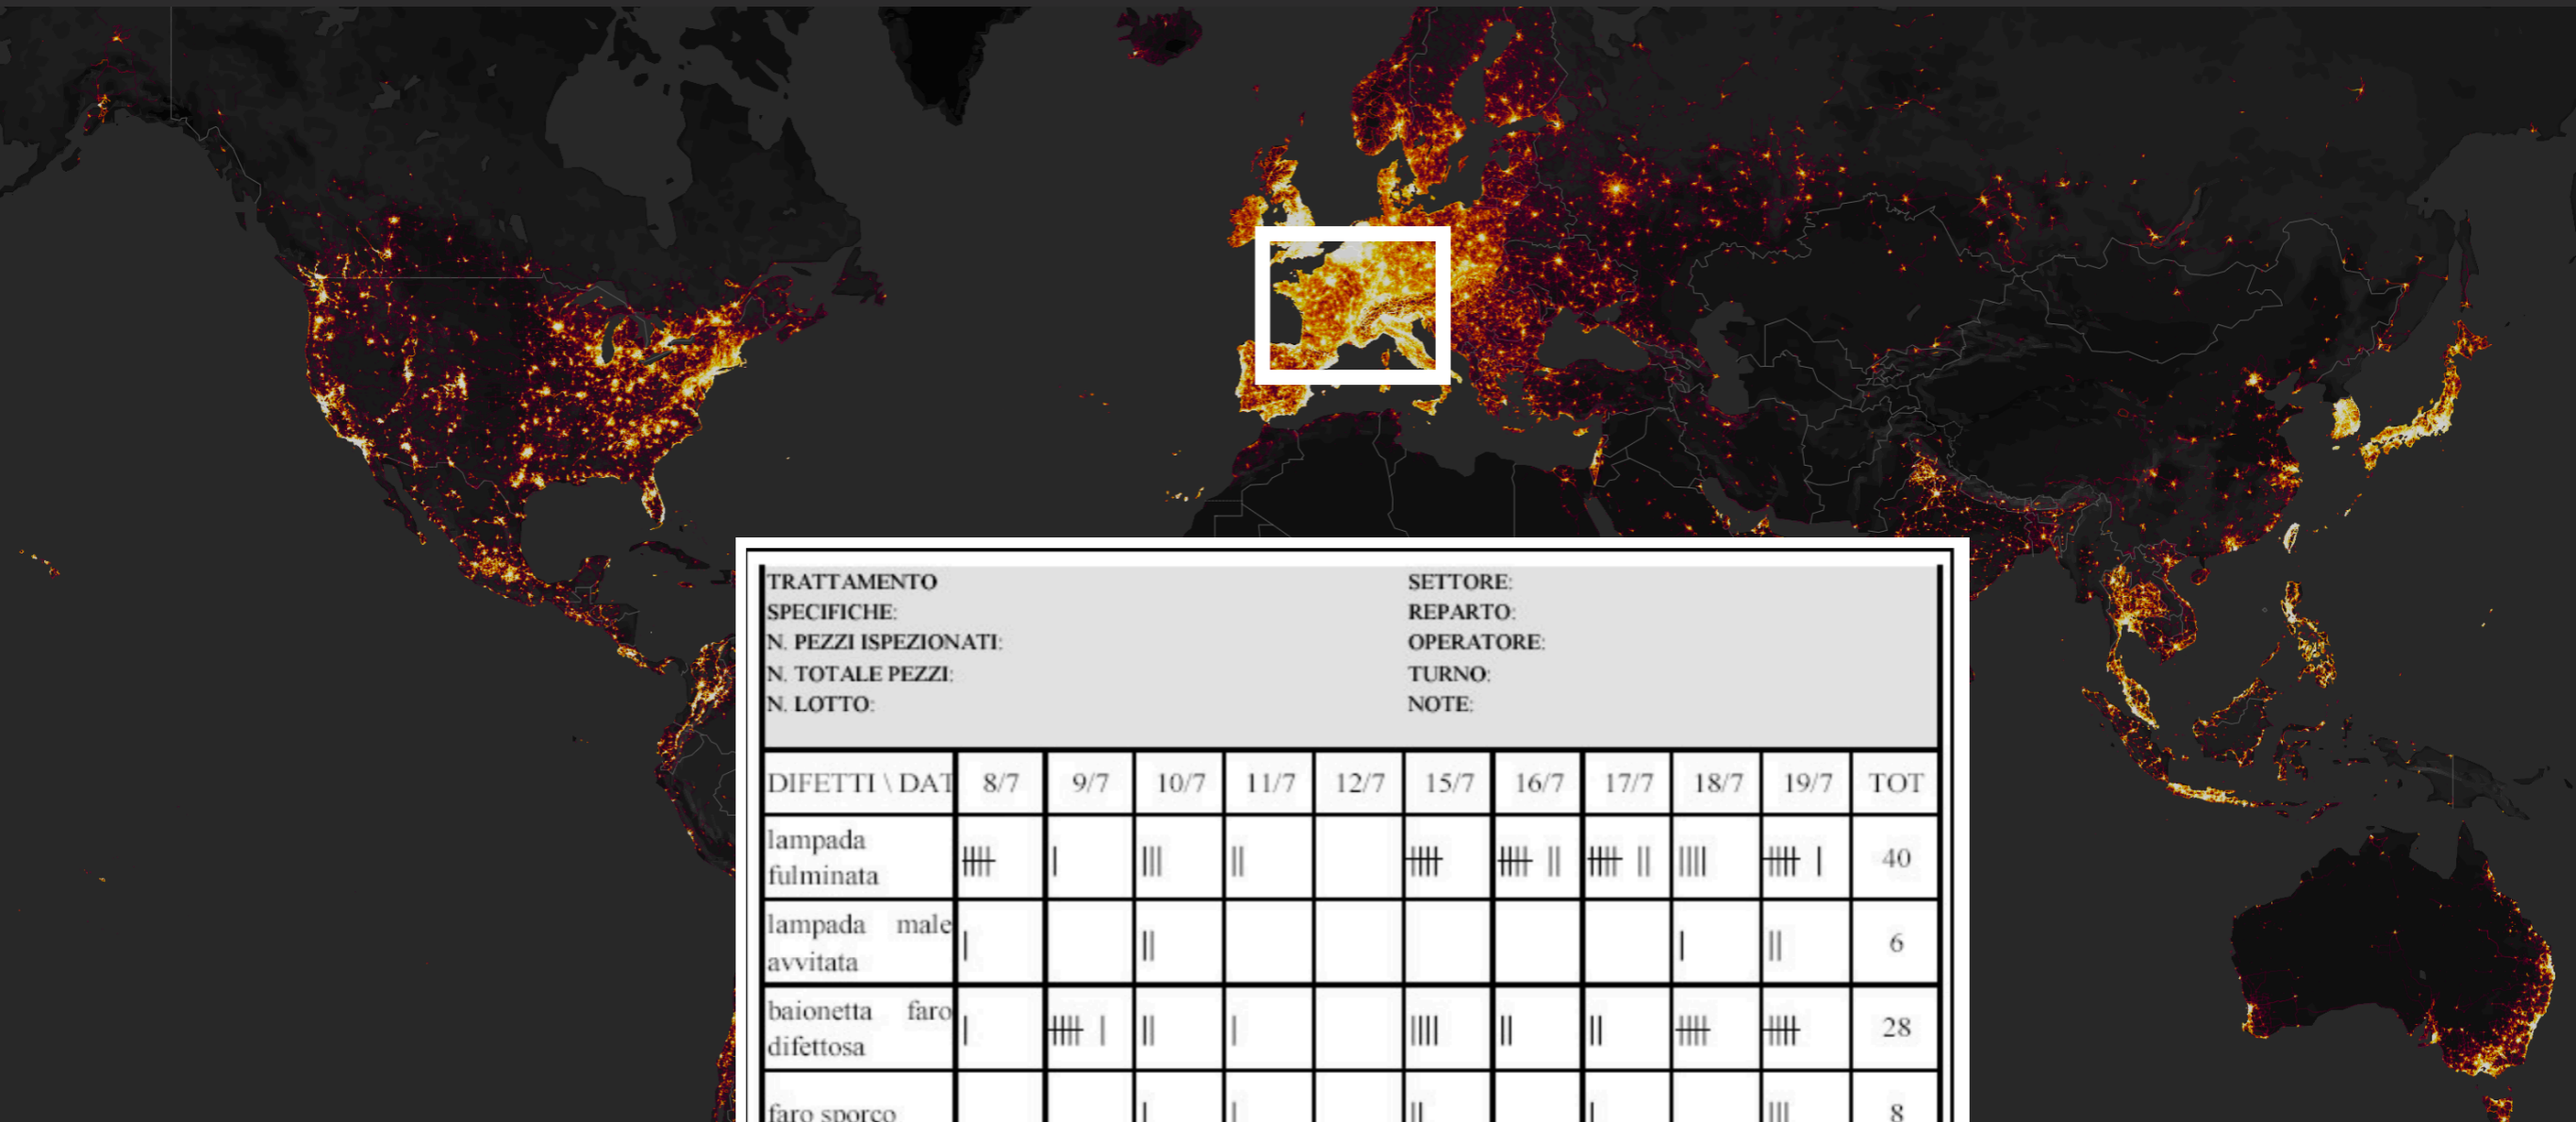 TRATTAMENTO
SPECIFICHE:
N. PEZZI ISPEZIONATI:
N. TOTALE PEZZI:
N. LOTTO:
SETTORE:
REPARTO:
OPERATORE:
TURNO:
NOTE:
DIFETTI \ DAT 8/7 9/7 10/7 11/7 12/7 15/7 16/7 17/7 18/7 19/7 TOT
lampada
fulminata 40
lampada male
avvitata 6
baionetta faro
difettosa 28
faro sporco 8